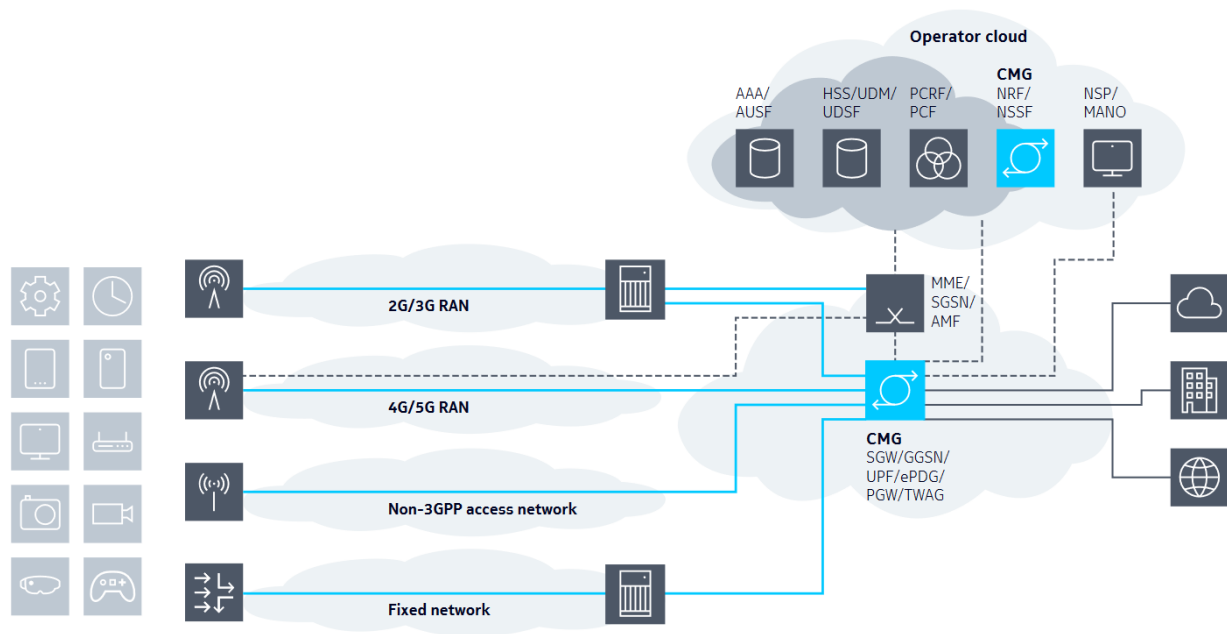 Operator cloud
AAA/
AUSF
HSS/UDM/
UDSF
PCRF/
PCF
CMG
NRF/
NSSF
NSP/
MANO
2G/3G RAN
MME/
SGSN/
AMF
4G/5G RAN
CMG
SGW/GGSN/
UPF/ePDG/
PGW/TWAG
Non-3GPP access network
Fixed network